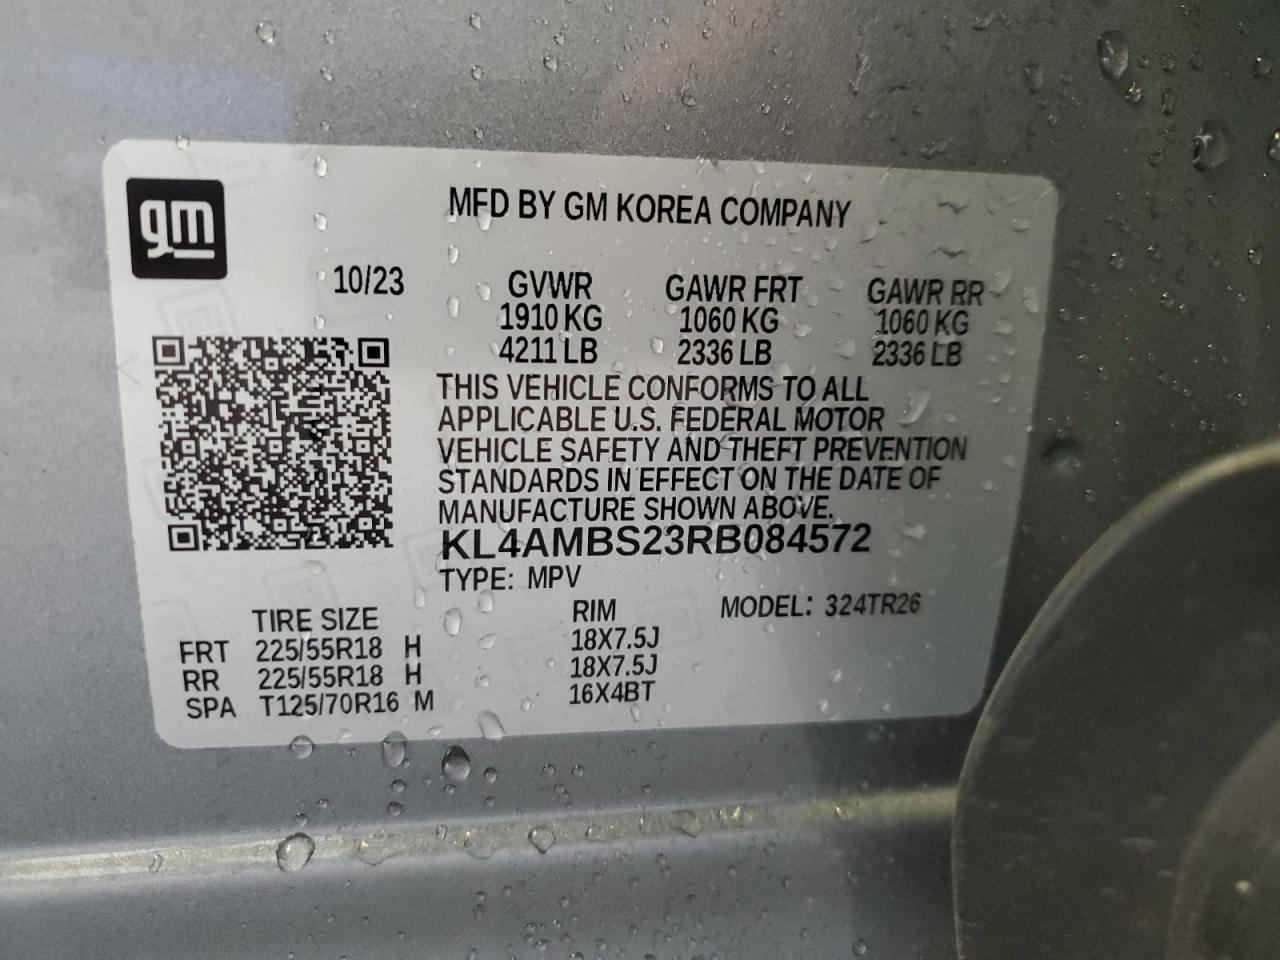 gm
MFD BY GM KOREA COMPANY
10/23 GVWR GAWR FRT GAWR RR
1910 KG 1060 KG 1060 KG
4211 LB 2336 LB 2336 LB
THIS VEHICLE CONFORMS TO ALL
APPLICABLE U.S. FEDERAL MOTOR
VEHICLE SAFETY AND THEFT PREVENTION
STANDARDS IN EFFECT ON THE DATE OF
MANUFACTURE SHOWN ABOVE.
KL4AMBS23RB084572
TYPE: MPV
TIRE SIZE RIM MODEL: 324TR26
FRT 225/55R18 H 18X7.5J
RR 225/55R18 H 18X7.5J
SPA T125/70R16 M 16X4BT